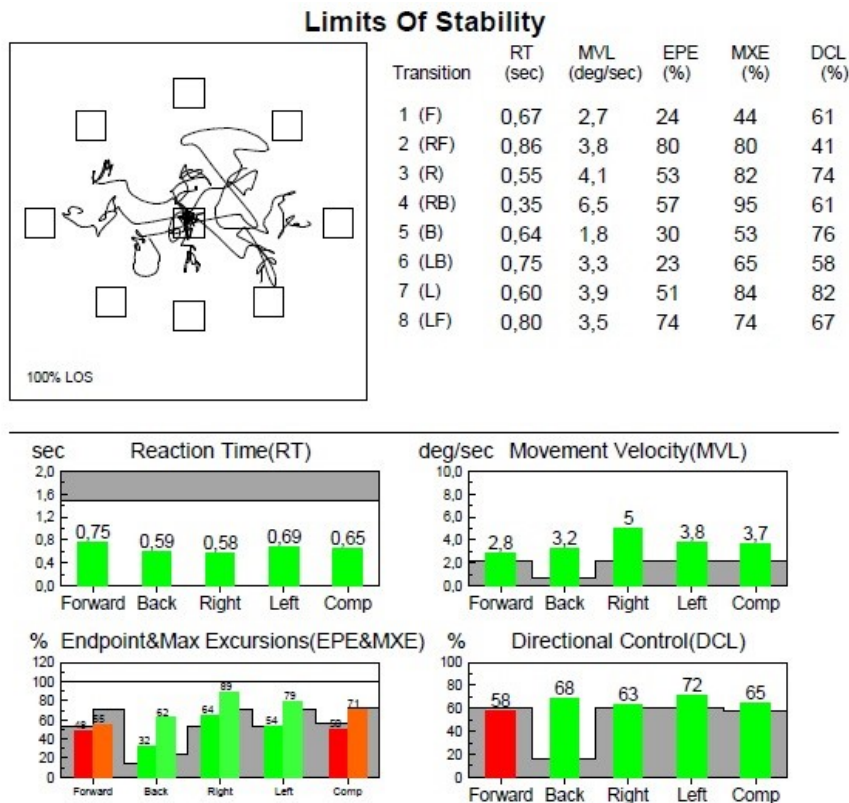 Limits Of Stability
RT MVL EPE MXE DCL
Transition (sec) (deg/sec) (%) (%) (%)
1 (F) 0,67 2,7 24 44 61
2 (RF) 0,86 3,8 80 80 41
3 (R) 0,55 4,1 53 82 74
4 (RB) 0,35 6,5 57 95 61
5 (B) 0,64 1,8 30 53 76
6 (LB) 0,75 3,3 23 65 58
7 (L) 0,60 3,9 51 84 82
8 (LF) 0,80 3,5 74 74 67
100% LOS
sec Reaction Time(RT)
2,0
1,6
1,2
0,8
0,4
0,0
0,75 0,59 0,58 0,69 0,65
Forward Back Right Left Comp
deg/sec Movement Velocity(MVL)
10,0
8,0
6,0
4,0
2,0
0,0
2,8 3,2 5 3,8 3,7
Forward Back Right Left Comp
% Endpoint&Max Excursions(EPE&MXE)
120
100
80
60
40
20
0
48 55 32 62 64 89 54 79 50 71
Forward Back Right Left Comp
% Directional Control(DCL)
100
80
60
40
20
0
58 68 63 72 65
Forward Back Right Left Comp